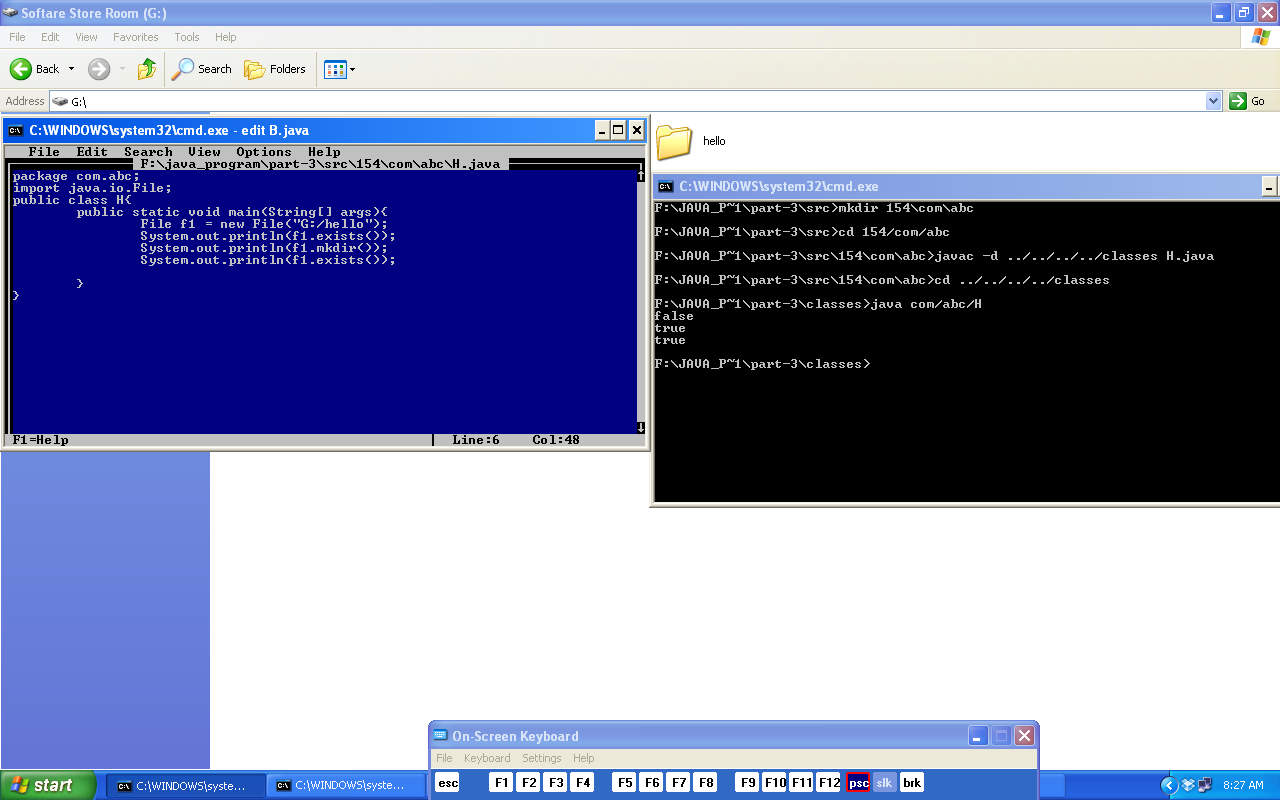 Softare Store Room (G:)
File Edit View Favorites Tools Help
Back Search Folders
Address G:\ Go
C:\WINDOWS\system32\cmd.exe - edit B.java
File Edit Search View Options Help
F:\java_program\part-3\src\154\com\abc\H.java
package com.abc;
import java.io.File;
public class H{
public static void main(String[] args){
File f1 = new File("G:/hello");
System.out.println(f1.exists());
System.out.println(f1.mkdir());
System.out.println(f1.exists());
}
}
F1=Help Line:6 Col:48
hello
C:\WINDOWS\system32\cmd.exe
F:\JAVA_P~1\part-3\src>mkdir 154\com\abc
F:\JAVA_P~1\part-3\src>cd 154/com/abc
F:\JAVA_P~1\part-3\src\154\com\abc>javac -d ../../../../classes H.java
F:\JAVA_P~1\part-3\src\154\com\abc>cd ../../../../classes
F:\JAVA_P~1\part-3\classes>java com/abc/H
false
true
true
F:\JAVA_P~1\part-3\classes>
On-Screen Keyboard
File Keyboard Settings Help
esc F1 F2 F3 F4 F5 F6 F7 F8 F9 F10 F11 F12 psc slk brk
start C:\WINDOWS\syste... C:\WINDOWS\syste... 8:27 AM